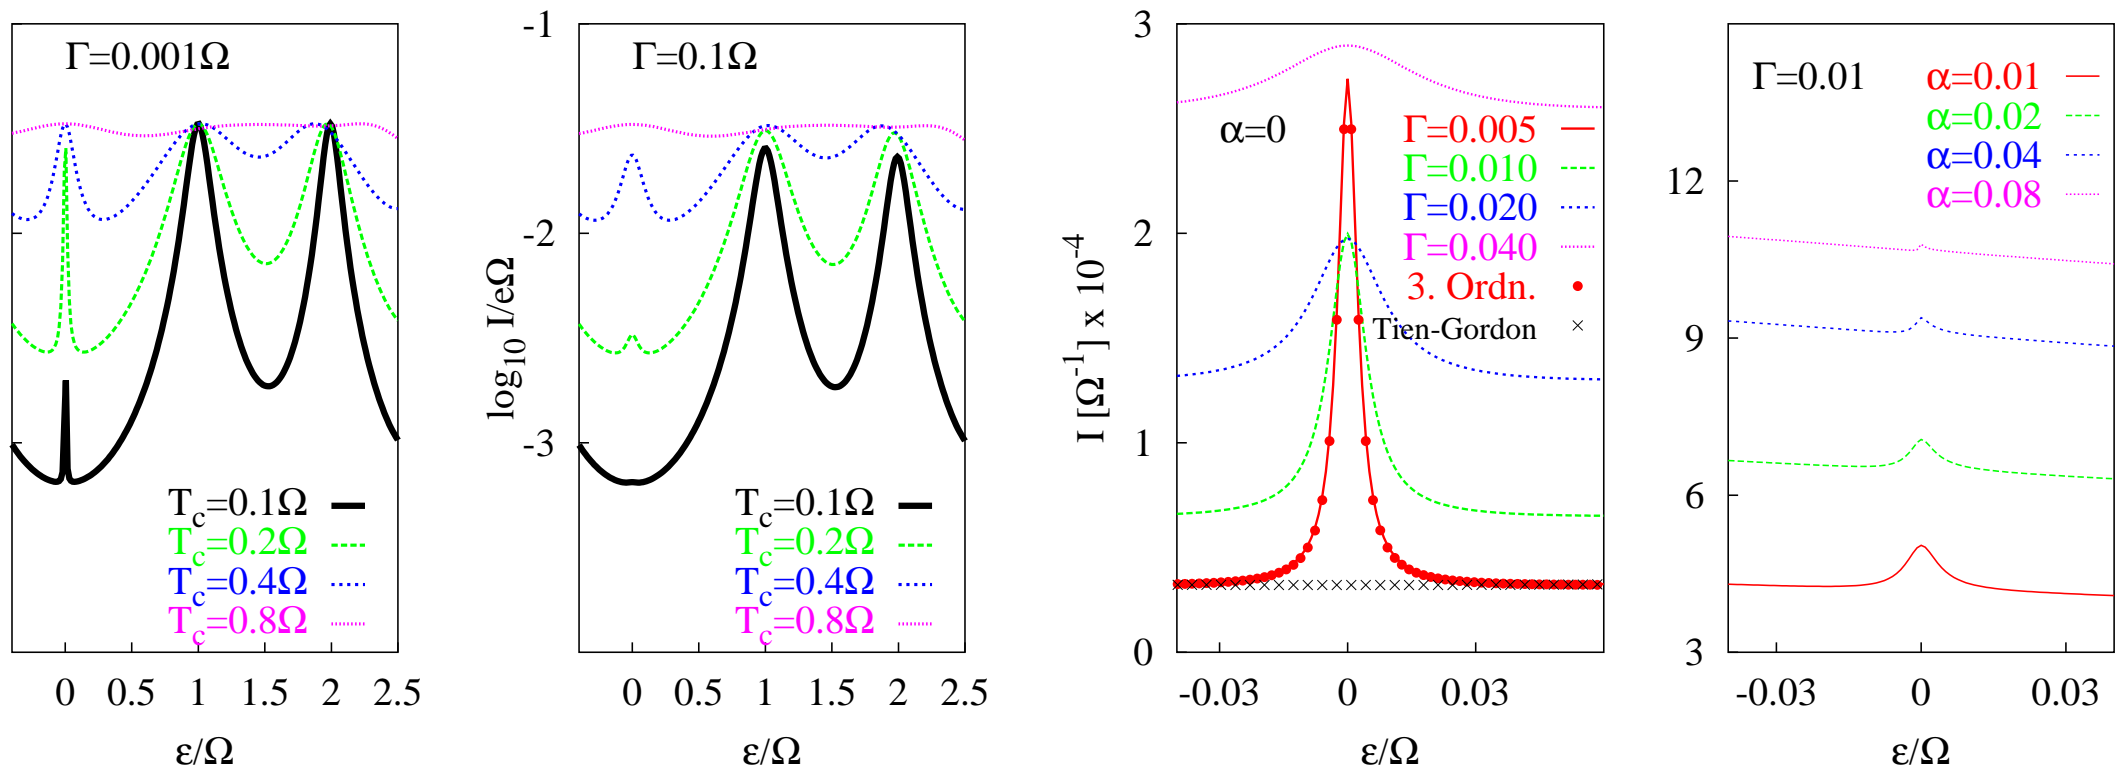 Γ=0.001Ω
T_c=0.1Ω
T_c=0.2Ω
T_c=0.4Ω
T_c=0.8Ω
0 0.5 1 1.5 2 2.5
ε/Ω
log₁₀ I/eΩ
-1
-2
-3
Γ=0.1Ω
T_c=0.1Ω
T_c=0.2Ω
T_c=0.4Ω
T_c=0.8Ω
0 0.5 1 1.5 2 2.5
ε/Ω
I [Ω⁻¹] x 10⁻⁴
3
2
1
0
α=0
Γ=0.005
Γ=0.010
Γ=0.020
Γ=0.040
3. Ordn.
Tien-Gordon
-0.03 0 0.03
ε/Ω
12
9
6
3
Γ=0.01
α=0.01
α=0.02
α=0.04
α=0.08
-0.03 0 0.03
ε/Ω